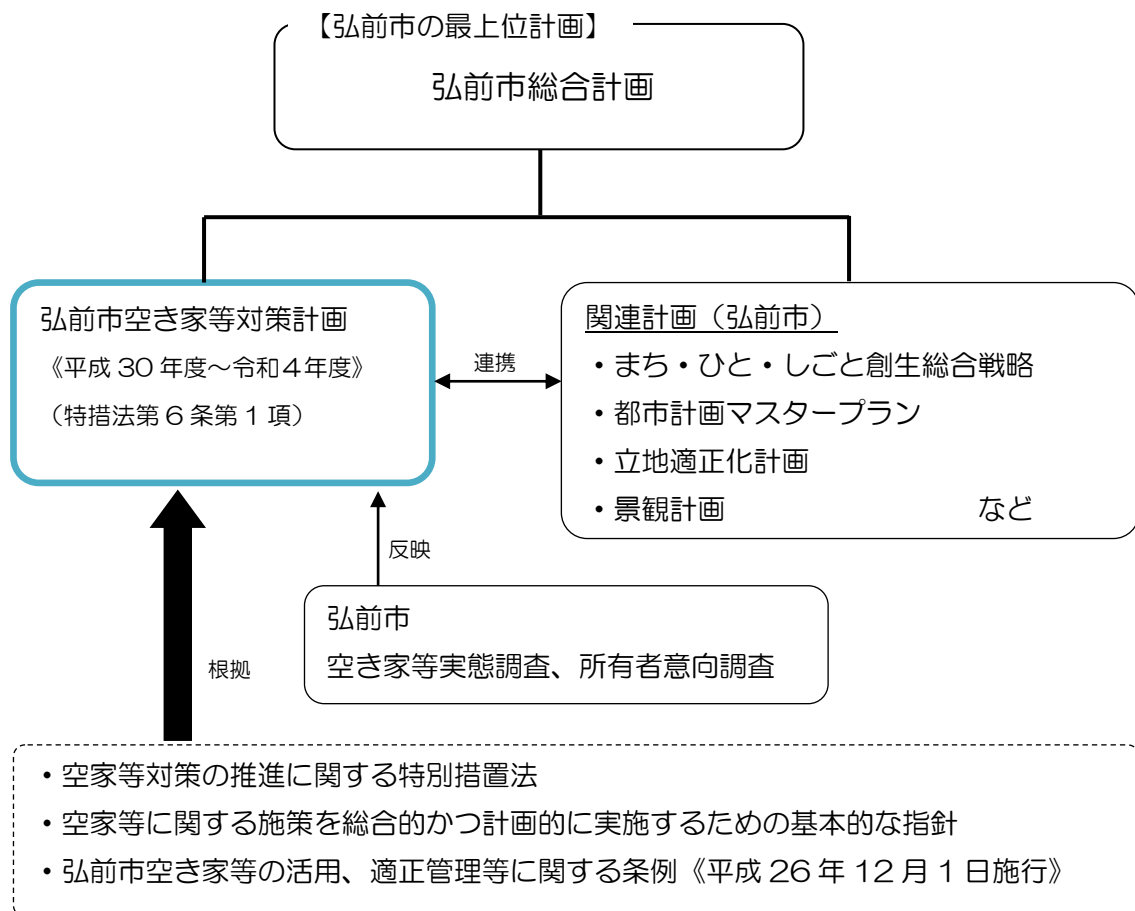 【弘前市の最上位計画】
弘前市総合計画
弘前市空き家等対策計画
《平成 30 年度～令和４年度》
（特措法第 6 条第 1 項）
連携
関連計画（弘前市）
・まち・ひと・しごと創生総合戦略
・都市計画マスタープラン
・立地適正化計画
・景観計画 など
反映
弘前市
空き家等実態調査、所有者意向調査
根拠
・空家等対策の推進に関する特別措置法
・空家等に関する施策を総合的かつ計画的に実施するための基本的な指針
・弘前市空き家等の活用、適正管理等に関する条例《平成 26 年 12 月 1 日施行》